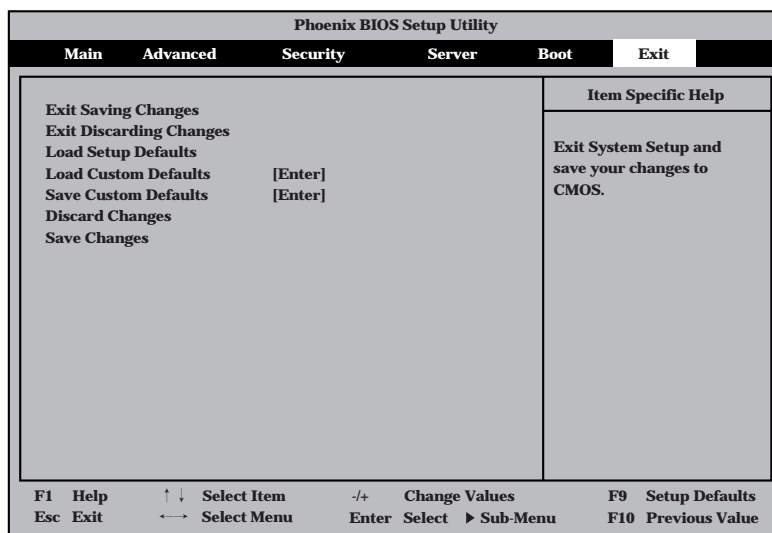 Phoenix BIOS Setup Utility
Main Advanced Security Server Boot Exit
Exit Saving Changes
Exit Discarding Changes
Load Setup Defaults
Load Custom Defaults [Enter]
Save Custom Defaults [Enter]
Discard Changes
Save Changes
Item Specific Help
Exit System Setup and
save your changes to
CMOS.
F1 Help ↑ ↓ Select Item -/+ Change Values F9 Setup Defaults
Esc Exit ←→ Select Menu Enter Select ▶ Sub-Menu F10 Previous Value